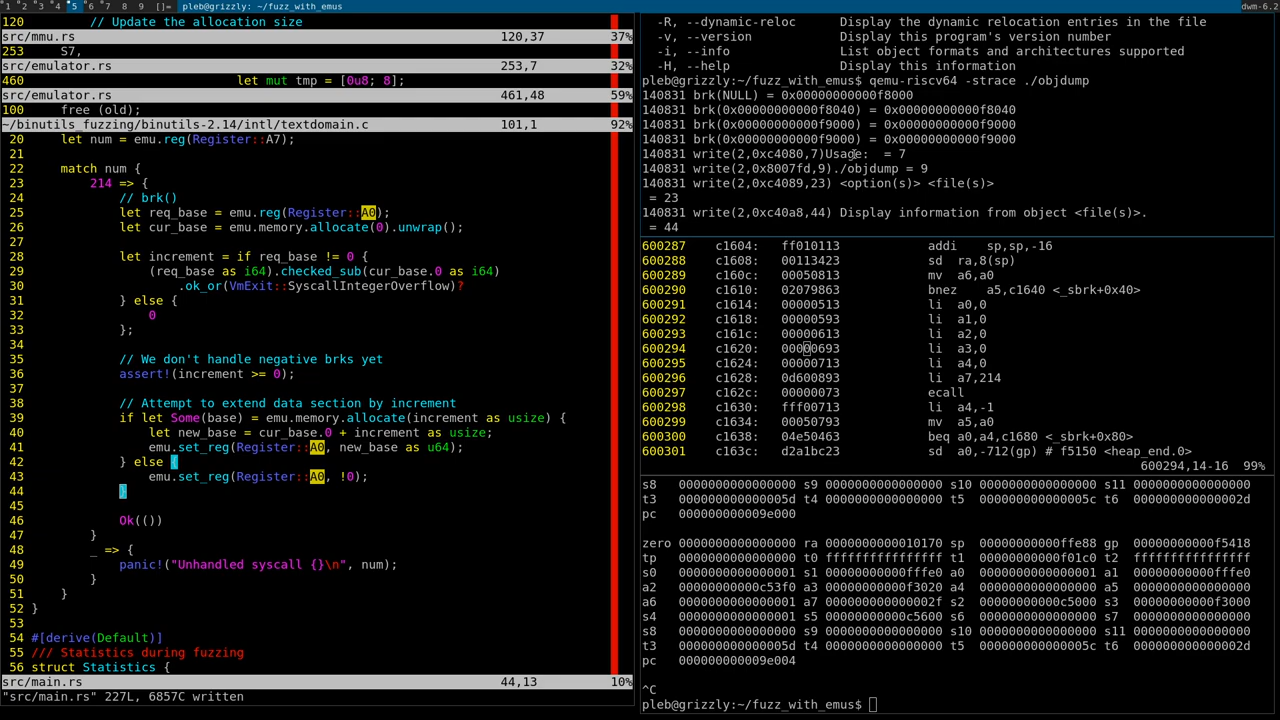 1 2 3 4 5 6 7 8 9 []= pleb@grizzly:~/fuzz_with_emus dwm-6.2
120 // Update the allocation size
src/mmu.rs 120,37 37%
253 S7,
src/emulator.rs 253,7 32%
460 let mut tmp = [0u8; 8];
src/emulator.rs 461,48 59%
100 free (old);
~/binutils_fuzzing/binutils-2.14/intl/textdomain.c 101,1 92%
20 let num = emu.reg(Register::A7);
21
22 match num {
23 214 => {
24 // brk()
25 let req_base = emu.reg(Register::A0);
26 let cur_base = emu.memory.allocate(0).unwrap();
27
28 let increment = if req_base != 0 {
29 (req_base as i64).checked_sub(cur_base.0 as i64)
30 .ok_or(VmExit::SyscallIntegerOverflow)?
31 } else {
32 0
33 };
34
35 // We don't handle negative brks yet
36 assert!(increment >= 0);
37
38 // Attempt to extend data section by increment
39 if let Some(base) = emu.memory.allocate(increment as usize) {
40 let new_base = cur_base.0 + increment as usize;
41 emu.set_reg(Register::A0, new_base as u64);
42 } else {
43 emu.set_reg(Register::A0, !0);
44 }
45
46 Ok(())
47 }
48 _ => {
49 panic!("Unhandled syscall {}\n", num);
50 }
51 }
52 }
53
54 #[derive(Default)]
55 /// Statistics during fuzzing
56 struct Statistics {
src/main.rs 44,13 10%
"src/main.rs" 227L, 6857C written
-R, --dynamic-reloc Display the dynamic relocation entries in the file
-v, --version Display this program's version number
-i, --info List object formats and architectures supported
-H, --help Display this information
pleb@grizzly:~/fuzz_with_emus$ qemu-riscv64 -strace ./objdump
140831 brk(NULL) = 0x00000000000f8000
140831 brk(0x00000000000f8040) = 0x00000000000f8040
140831 brk(0x00000000000f9000) = 0x00000000000f9000
140831 brk(0x00000000000f9000) = 0x00000000000f9000
140831 write(2,0xc4080,7)Usage: = 7
140831 write(2,0x8007fd,9)./objdump = 9
140831 write(2,0xc4089,23) <option(s)> <file(s)>
= 23
140831 write(2,0xc40a8,44) Display information from object <file(s)>.
= 44
600287 c1604: ff010113 addi sp,sp,-16
600288 c1608: 00113423 sd ra,8(sp)
600289 c160c: 00050813 mv a6,a0
600290 c1610: 02079863 bnez a5,c1640 <_sbrk+0x40>
600291 c1614: 00000513 li a0,0
600292 c1618: 00000593 li a1,0
600293 c161c: 00000613 li a2,0
600294 c1620: 00000693 li a3,0
600295 c1624: 00000713 li a4,0
600296 c1628: 0d600893 li a7,214
600297 c162c: 00000073 ecall
600298 c1630: fff00713 li a4,-1
600299 c1634: 00050793 mv a5,a0
600300 c1638: 04e50463 beq a0,a4,c1680 <_sbrk+0x80>
600301 c163c: d2a1bc23 sd a0,-712(gp) # f5150 <heap_end.0>
600294,14-16 99%
s8 0000000000000000 s9 0000000000000000 s10 0000000000000000 s11 0000000000000000
t3 000000000000005d t4 0000000000000000 t5 000000000000005c t6 000000000000002d
pc 000000000009e000
zero 0000000000000000 ra 0000000000010170 sp 00000000000ffe88 gp 00000000000f5418
tp 0000000000000000 t0 ffffffffffffffff t1 00000000000f01c0 t2 ffffffffffffffff
s0 0000000000000001 s1 00000000000fffe0 a0 0000000000000001 a1 00000000000fffe0
a2 00000000000c53f0 a3 00000000000f3020 a4 0000000000000000 a5 0000000000000000
a6 0000000000000001 a7 000000000000002f s2 00000000000c5000 s3 00000000000f3000
s4 0000000000000001 s5 00000000000c5600 s6 0000000000000000 s7 0000000000000000
s8 0000000000000000 s9 0000000000000000 s10 0000000000000000 s11 0000000000000000
t3 000000000000005d t4 0000000000000000 t5 000000000000005c t6 000000000000002d
pc 000000000009e004
^C
pleb@grizzly:~/fuzz_with_emus$